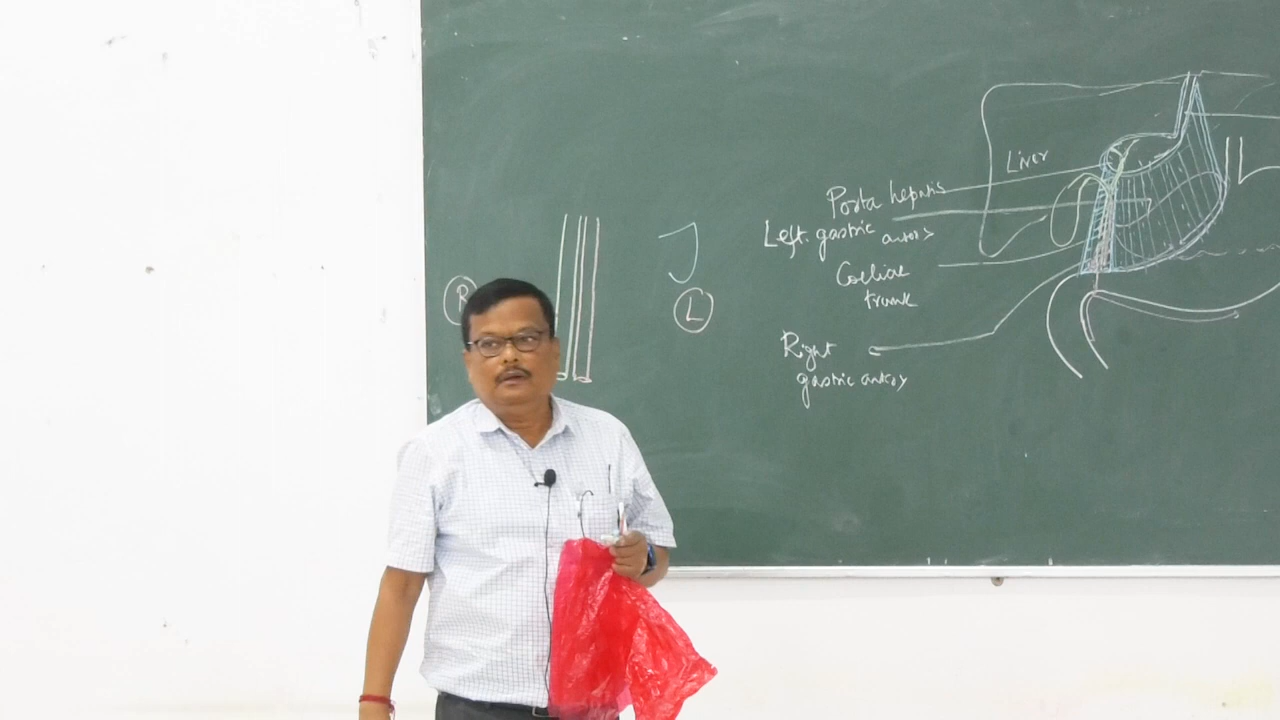 Liver
Porta hepatis
Left gastric artery
Coeliac
trunk
R
L
Right
gastric artery